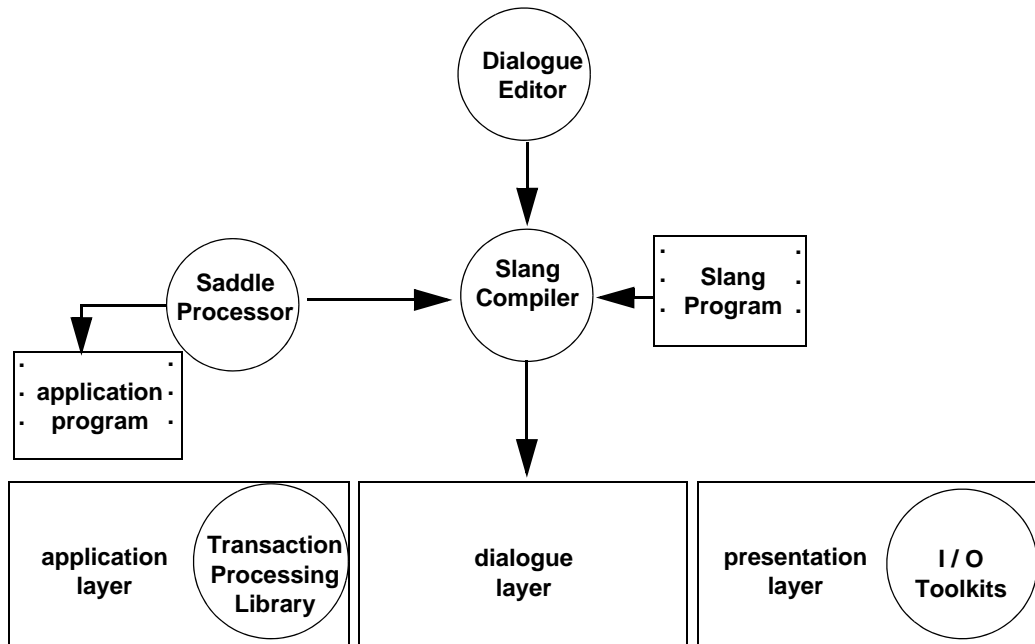 Dialogue
Editor
Saddle
Processor
Slang
Compiler
Slang
Program
application
program
application
layer
Transaction
Processing
Library
dialogue
layer
presentation
layer
I / O
Toolkits